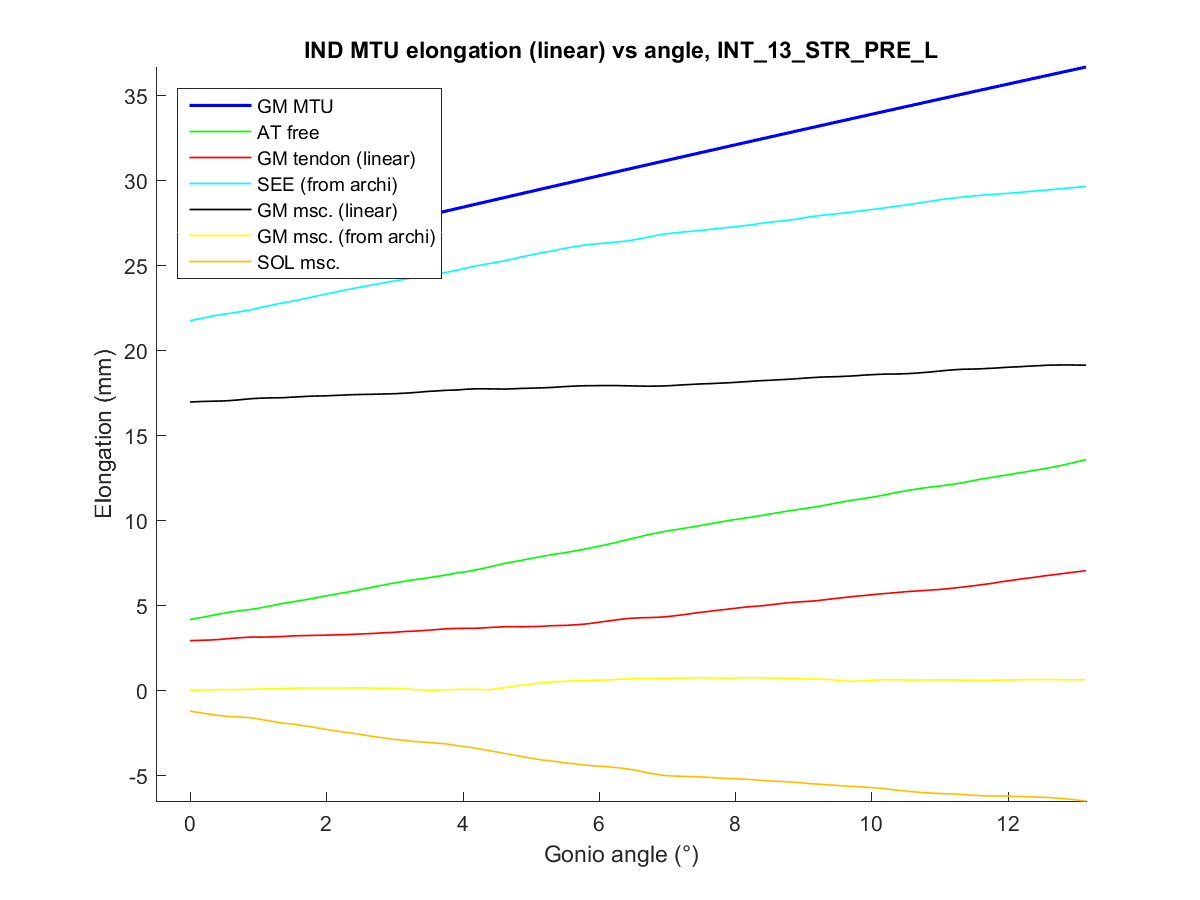 IND MTU elongation (linear) vs angle, INT_13_STR_PRE_L
GM MTU
AT free
GM tendon (linear)
SEE (from archi)
GM msc. (linear)
GM msc. (from archi)
SOL msc.
35
30
25
20
15
10
5
0
-5
Elongation (mm)
0 2 4 6 8 10 12
Gonio angle (°)